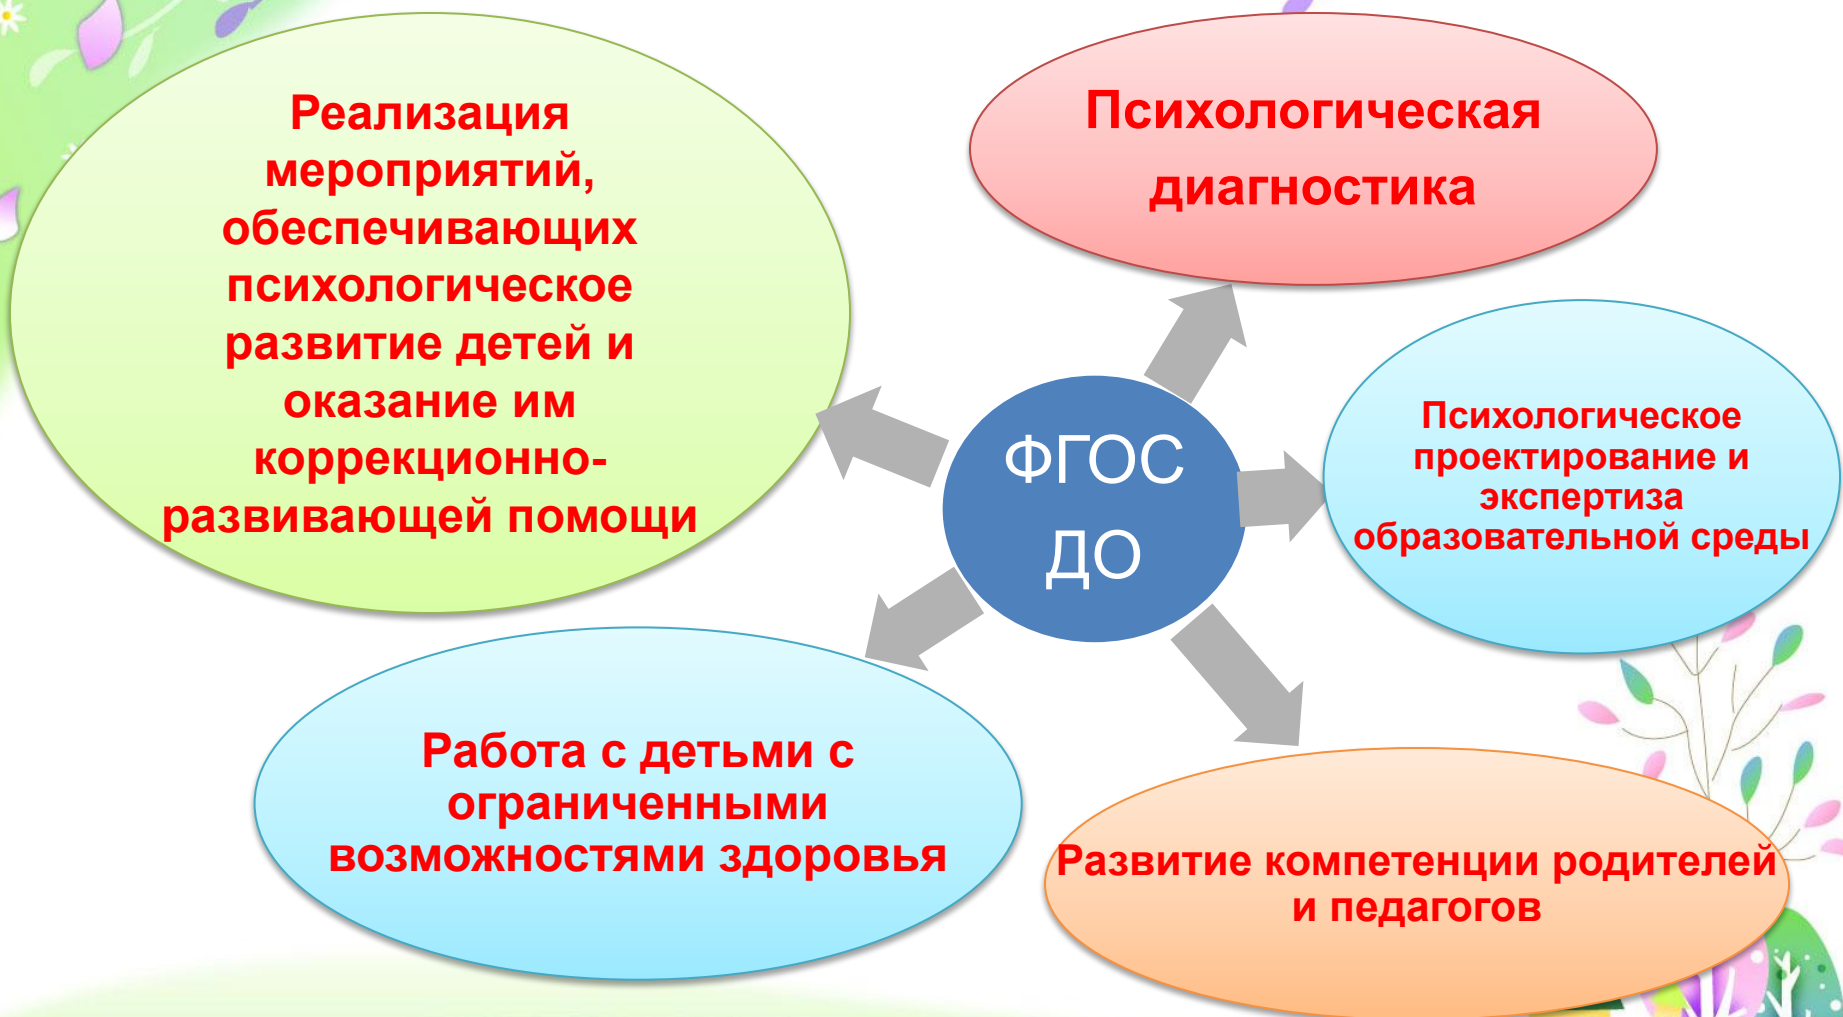 Реализация
мероприятий,
обеспечивающих
психологическое
развитие детей и
оказание им
коррекционно-
развивающей помощи
Психологическая
диагностика
ФГОС
ДО
Психологическое
проектирование и
экспертиза
образовательной среды
Работа с детьми с
ограниченными
возможностями здоровья
Развитие компетенции родителей
и педагогов